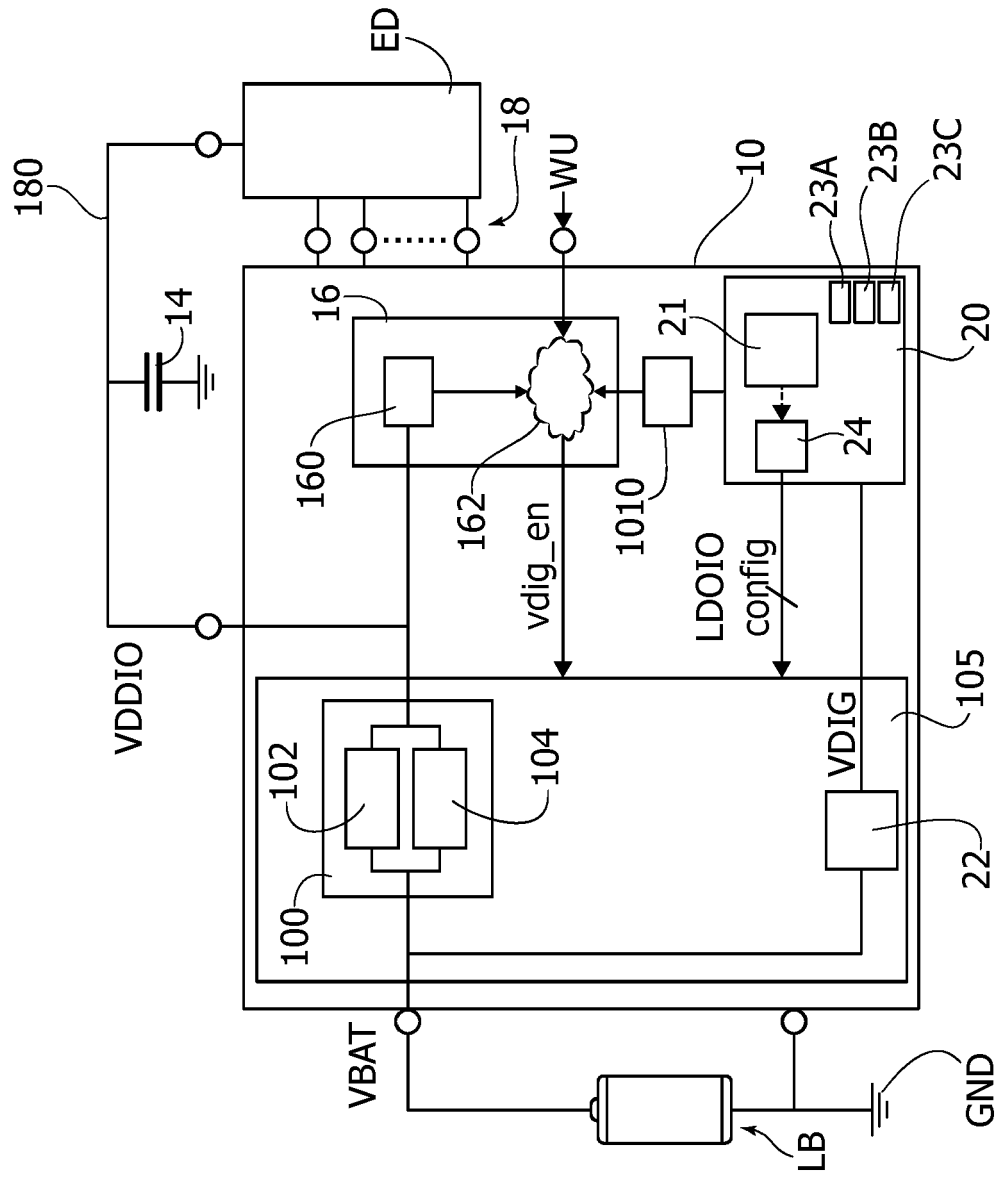 180
VDDIO
14
100
102
160
16
VBAT
ED
162
18
104
vdig_en
WU
1010
21
LDOIO
config
10
LB
23A
VDIG
24
23B
23C
GND
22
105
20